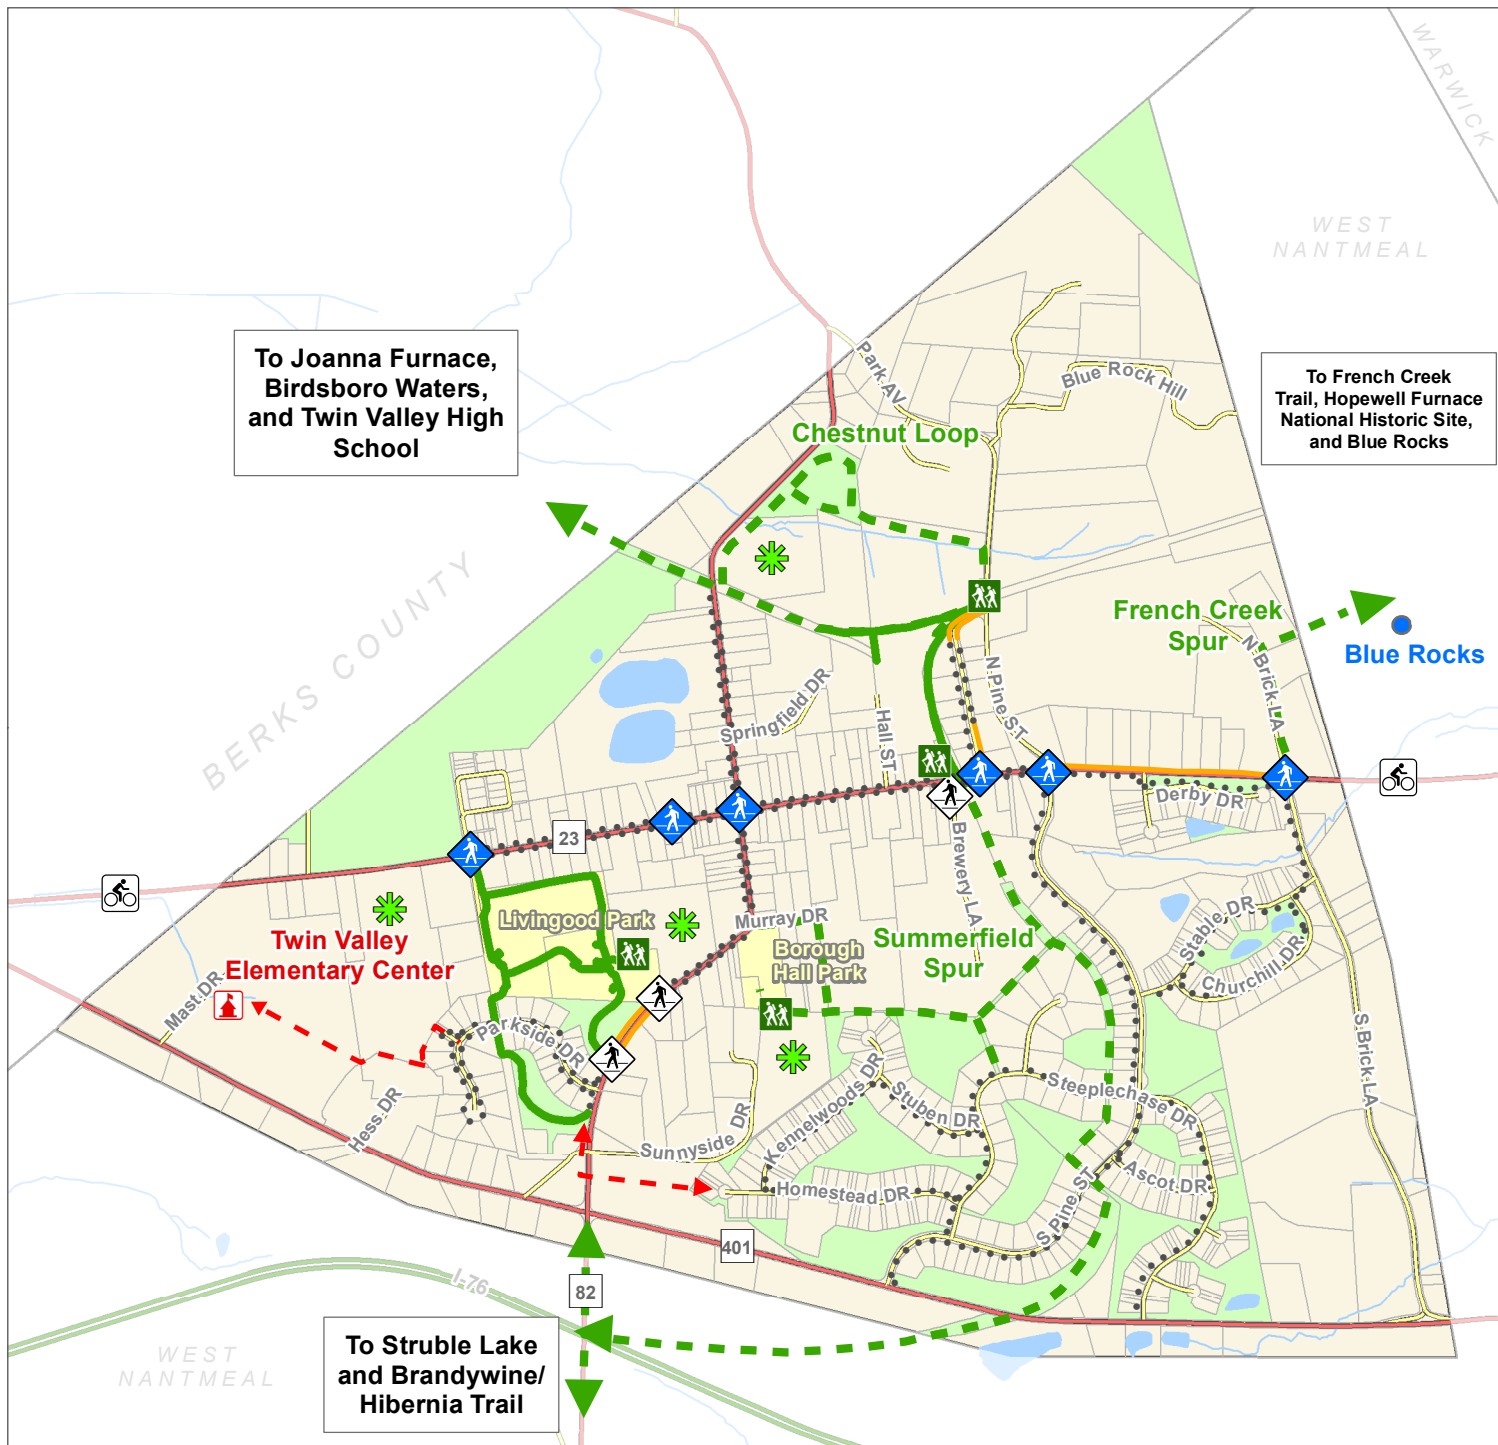 WARWICK
WEST
NANTMEAL
To Joanna Furnace,
Birdsboro Waters,
and Twin Valley High
School
To French Creek
Trail, Hopewell Furnace
National Historic Site,
and Blue Rocks
Park AV
Blue Rock Hill
Chestnut Loop
BERKS COUNTY
French Creek
Spur
Blue Rocks
N Brick LA
N Pine ST
Springfield DR
Hall ST
Derby DR
23
Brewery LA
Livingood Park
Murray DR
Borough
Hall Park
Summerfield
Spur
Stable DR
Churchill DR
Twin Valley
Elementary Center
Mast DR
Parkside DR
S Brick LA
Hess DR
Sunnyside DR
Kennelwoods DR
Stuben DR
Steeplechase DR
Homestead DR
Ascot DR
S Pine ST
401
I-76
82
To Struble Lake
and Brandywine/
Hibernia Trail
WEST
NANTMEAL